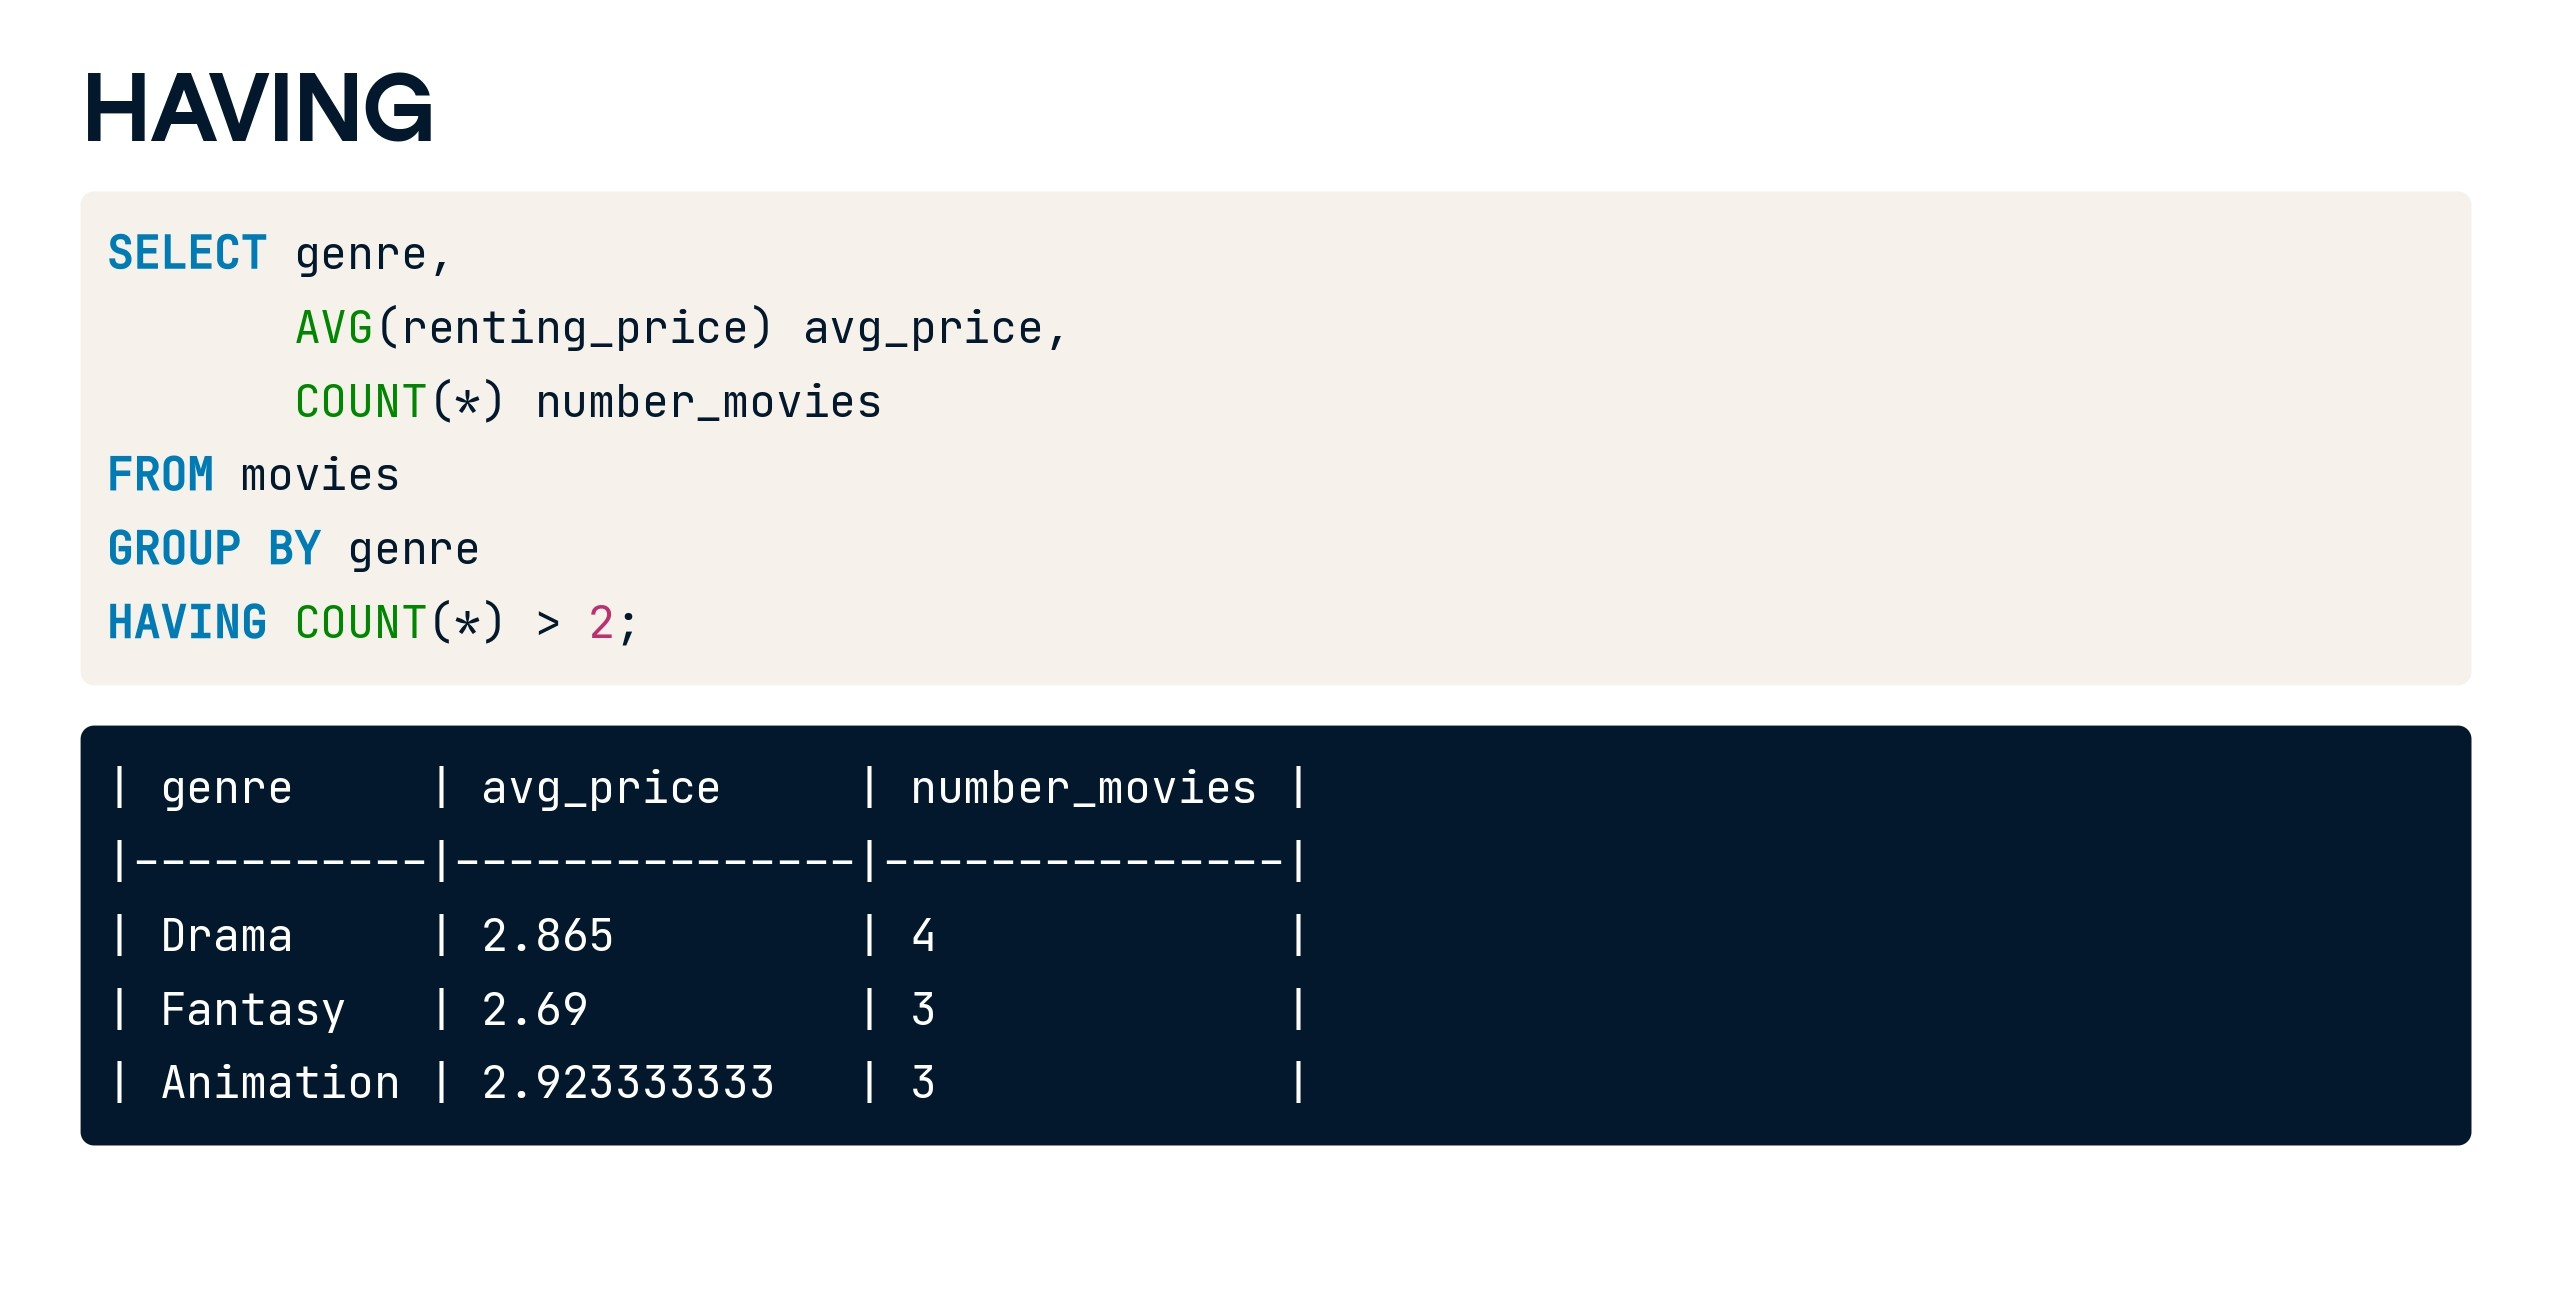 HAVING
SELECT genre,
       AVG(renting_price) avg_price,
       COUNT(*) number_movies
FROM movies
GROUP BY genre
HAVING COUNT(*) > 2;
| genre     | avg_price     | number_movies |
|-----------|---------------|---------------|
| Drama     | 2.865         | 4             |
| Fantasy   | 2.69          | 3             |
| Animation | 2.923333333   | 3             |